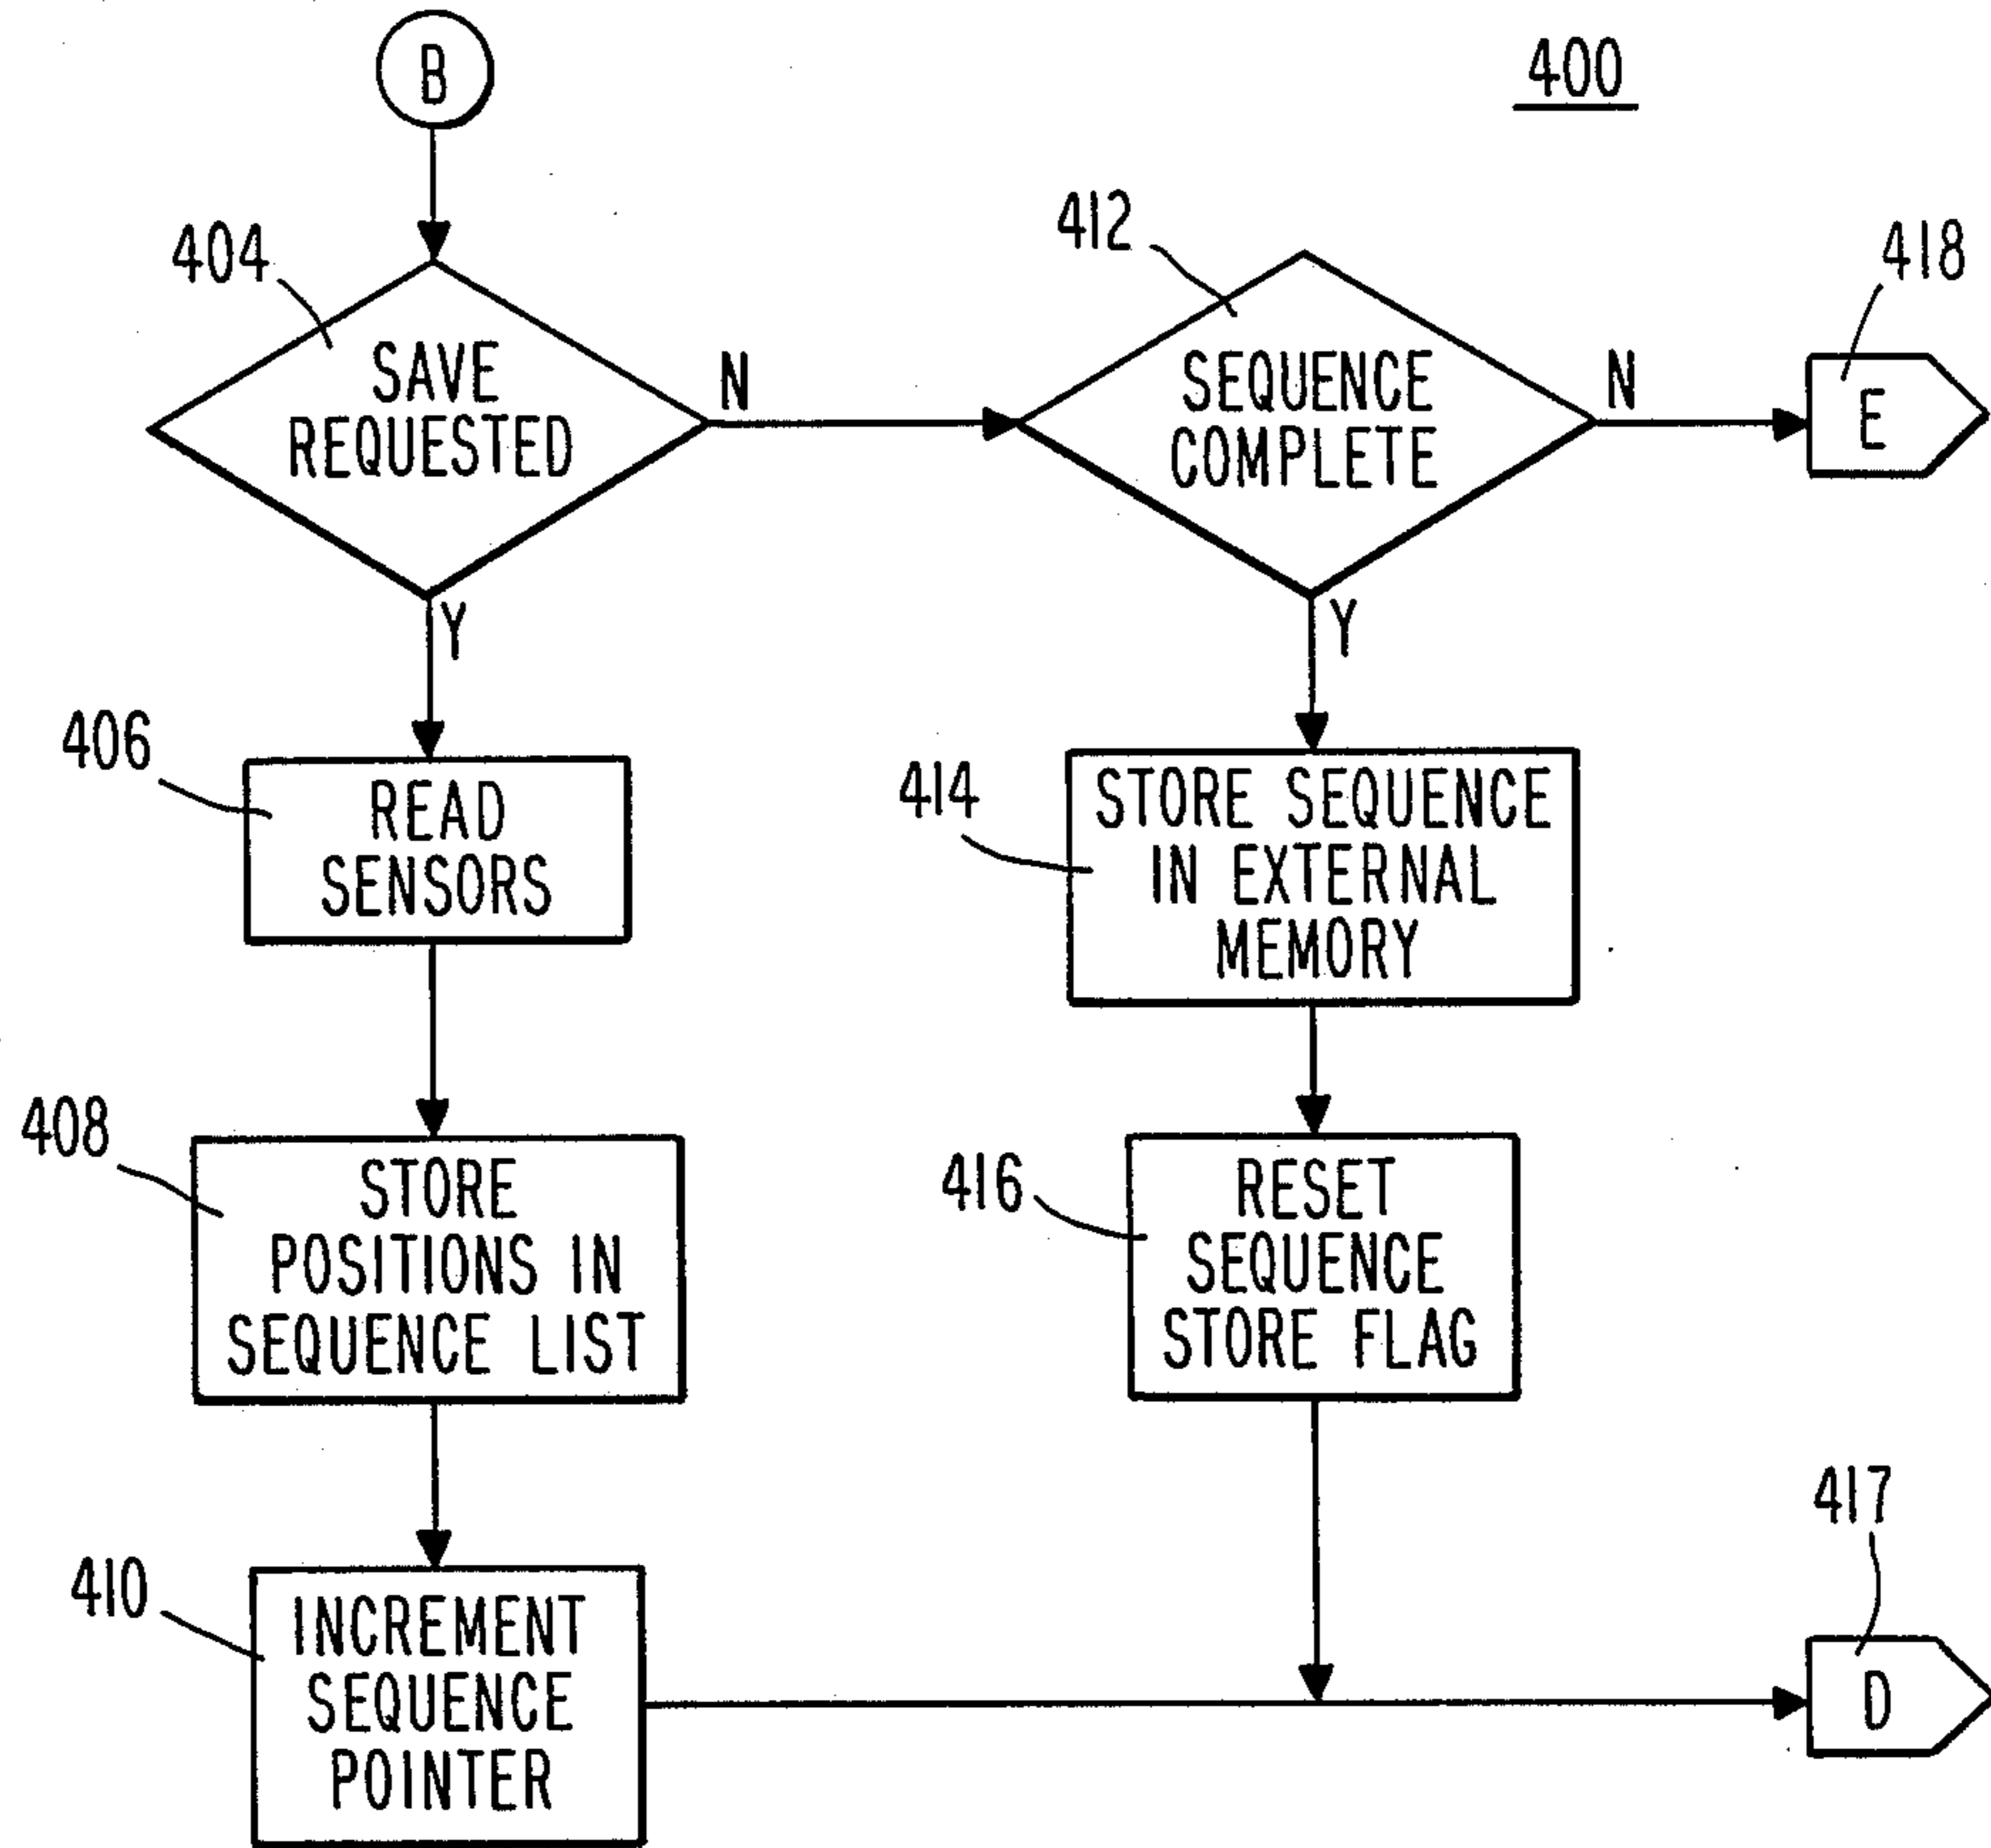 B
400
404
SAVE
REQUESTED
N
Y
412
SEQUENCE
COMPLETE
N
Y
418
E
406
READ
SENSORS
414
STORE SEQUENCE
IN EXTERNAL
MEMORY
408
STORE
POSITIONS IN
SEQUENCE LIST
416
RESET
SEQUENCE
STORE FLAG
410
INCREMENT
SEQUENCE
POINTER
417
D